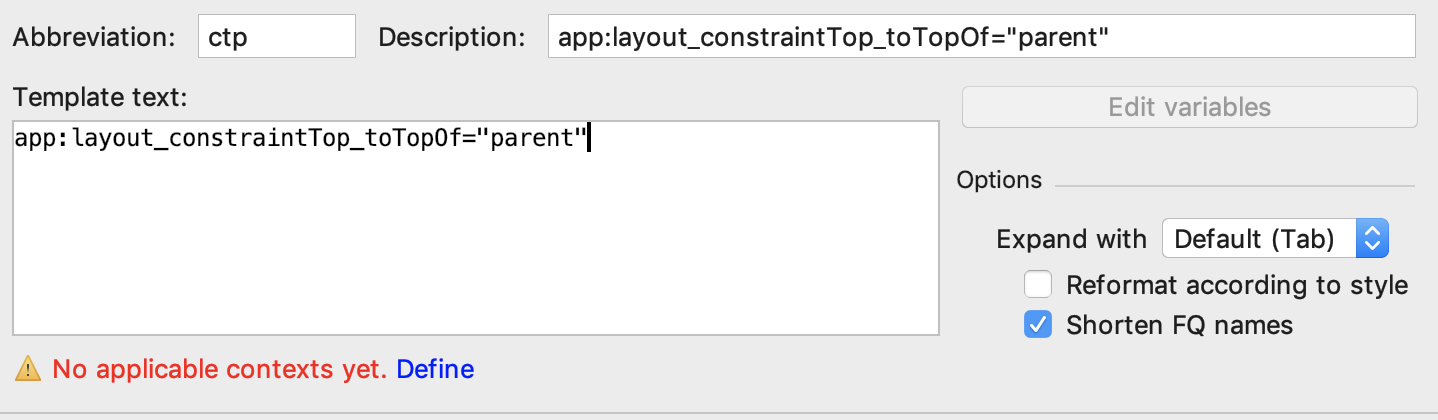 Abbreviation: ctp Description: app:layout_constraintTop_toTopOf="parent"
Template text:
Edit variables
app:layout_constraintTop_toTopOf="parent"
Options
Expand with Default (Tab)
Reformat according to style
Shorten FQ names
No applicable contexts yet. Define